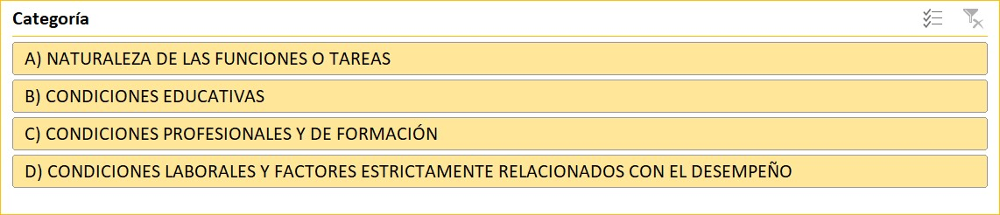 Categoría
A) NATURALEZA DE LAS FUNCIONES O TAREAS
B) CONDICIONES EDUCATIVAS
C) CONDICIONES PROFESIONALES Y DE FORMACIÓN
D) CONDICIONES LABORALES Y FACTORES ESTRICTAMENTE RELACIONADOS CON EL DESEMPEÑO